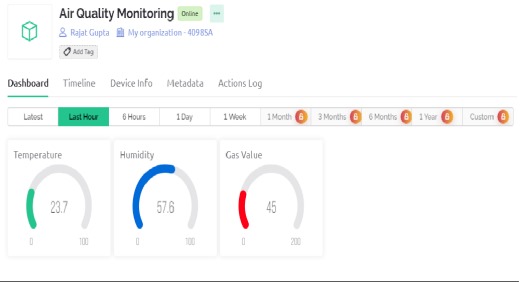 Air Quality Monitoring Online
Rajat Gupta My organization - 4098SA
Add Tag
Dashboard Timeline Device Info Metadata Actions Log
Latest Last Hour 6 Hours 1 Day 1 Week 1 Month 3 Months 6 Months 1 Year Custom
Temperature Humidity Gas Value
23.7 57.6 45
0 100 0 100 0 200